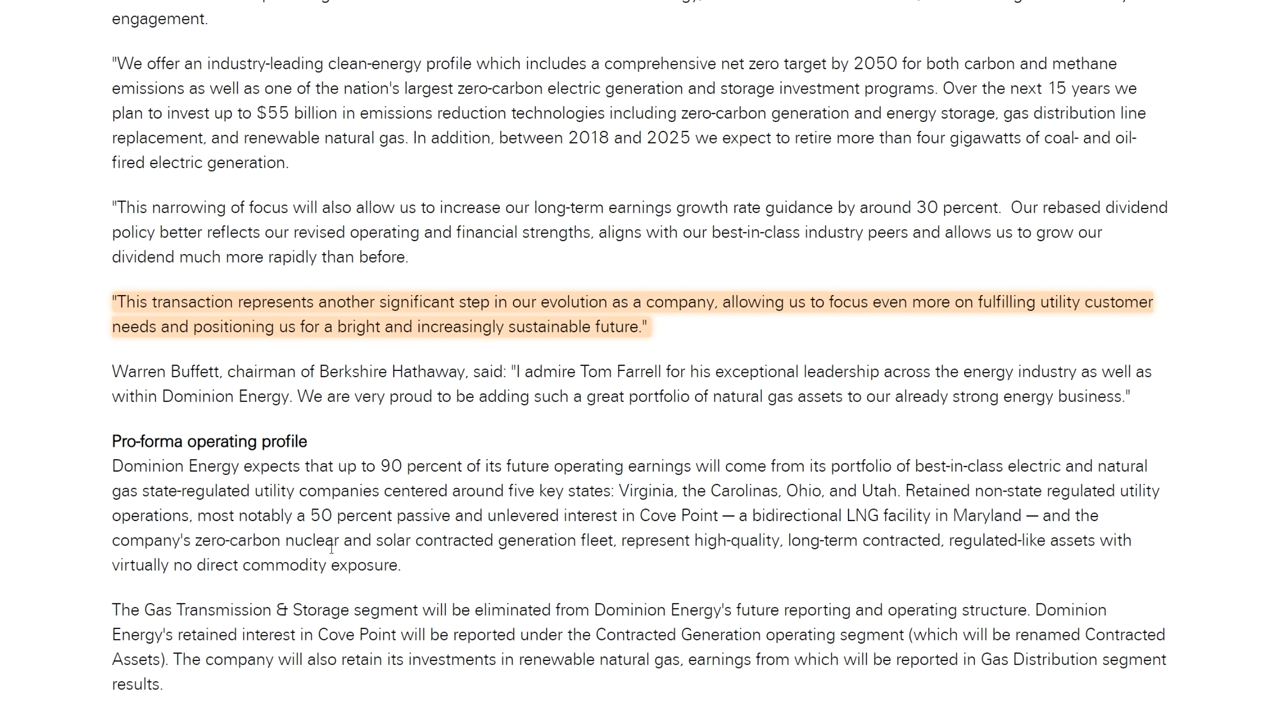 engagement.
"We offer an industry-leading clean-energy profile which includes a comprehensive net zero target by 2050 for both carbon and methane
emissions as well as one of the nation's largest zero-carbon electric generation and storage investment programs. Over the next 15 years we
plan to invest up to $55 billion in emissions reduction technologies including zero-carbon generation and energy storage, gas distribution line
replacement, and renewable natural gas. In addition, between 2018 and 2025 we expect to retire more than four gigawatts of coal- and oil-
fired electric generation.
"This narrowing of focus will also allow us to increase our long-term earnings growth rate guidance by around 30 percent.  Our rebased dividend
policy better reflects our revised operating and financial strengths, aligns with our best-in-class industry peers and allows us to grow our
dividend much more rapidly than before.
"This transaction represents another significant step in our evolution as a company, allowing us to focus even more on fulfilling utility customer
needs and positioning us for a bright and increasingly sustainable future."
Warren Buffett, chairman of Berkshire Hathaway, said: "I admire Tom Farrell for his exceptional leadership across the energy industry as well as
within Dominion Energy. We are very proud to be adding such a great portfolio of natural gas assets to our already strong energy business."
Pro-forma operating profile
Dominion Energy expects that up to 90 percent of its future operating earnings will come from its portfolio of best-in-class electric and natural
gas state-regulated utility companies centered around five key states: Virginia, the Carolinas, Ohio, and Utah. Retained non-state regulated utility
operations, most notably a 50 percent passive and unlevered interest in Cove Point — a bidirectional LNG facility in Maryland — and the
company's zero-carbon nuclear and solar contracted generation fleet, represent high-quality, long-term contracted, regulated-like assets with
virtually no direct commodity exposure.
The Gas Transmission & Storage segment will be eliminated from Dominion Energy's future reporting and operating structure. Dominion
Energy's retained interest in Cove Point will be reported under the Contracted Generation operating segment (which will be renamed Contracted
Assets). The company will also retain its investments in renewable natural gas, earnings from which will be reported in Gas Distribution segment
results.